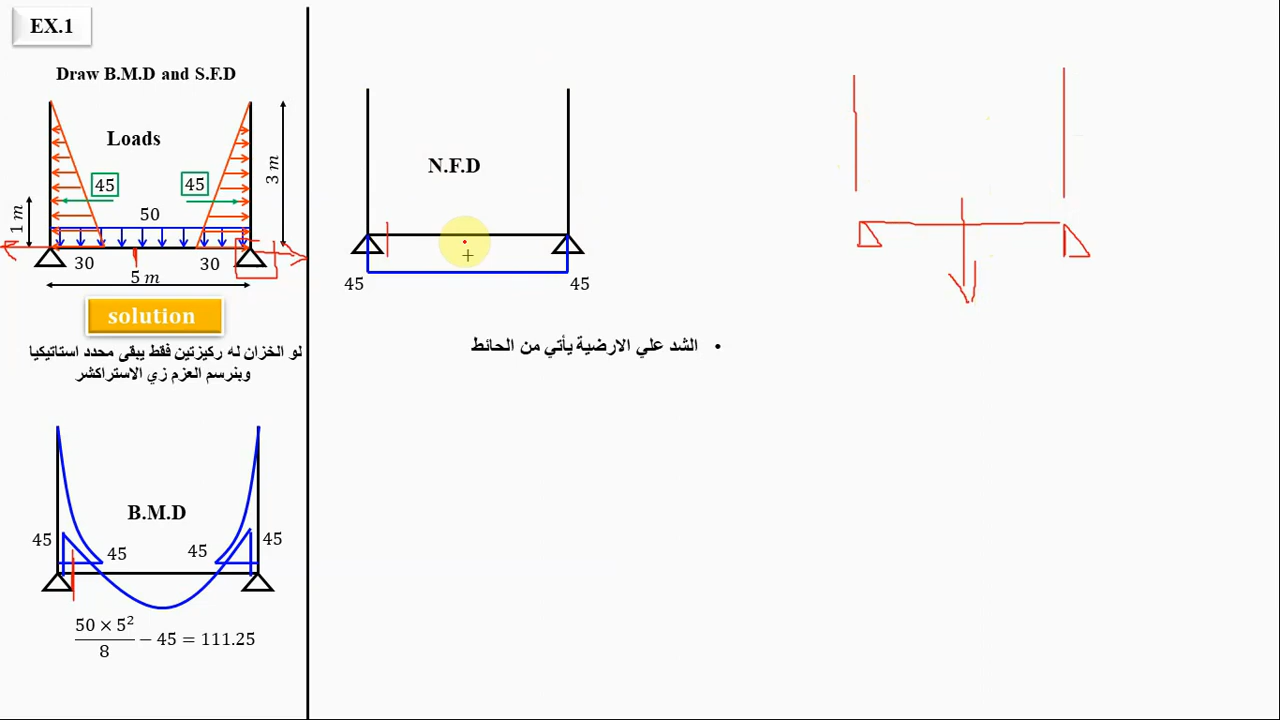 EX.1
Draw B.M.D and S.F.D
Loads
45
45
50
30
30
1 m
3 m
5 m
solution
لو الخزان له ركيزتين فقط يبقى محدد استاتيكيا
وبنرسم العزم زي الاستراكشر
B.M.D
45
45
45
45
50 × 5²
8
− 45 = 111.25
N.F.D
+
45
45
• الشد علي الارضية يأتي من الحائط